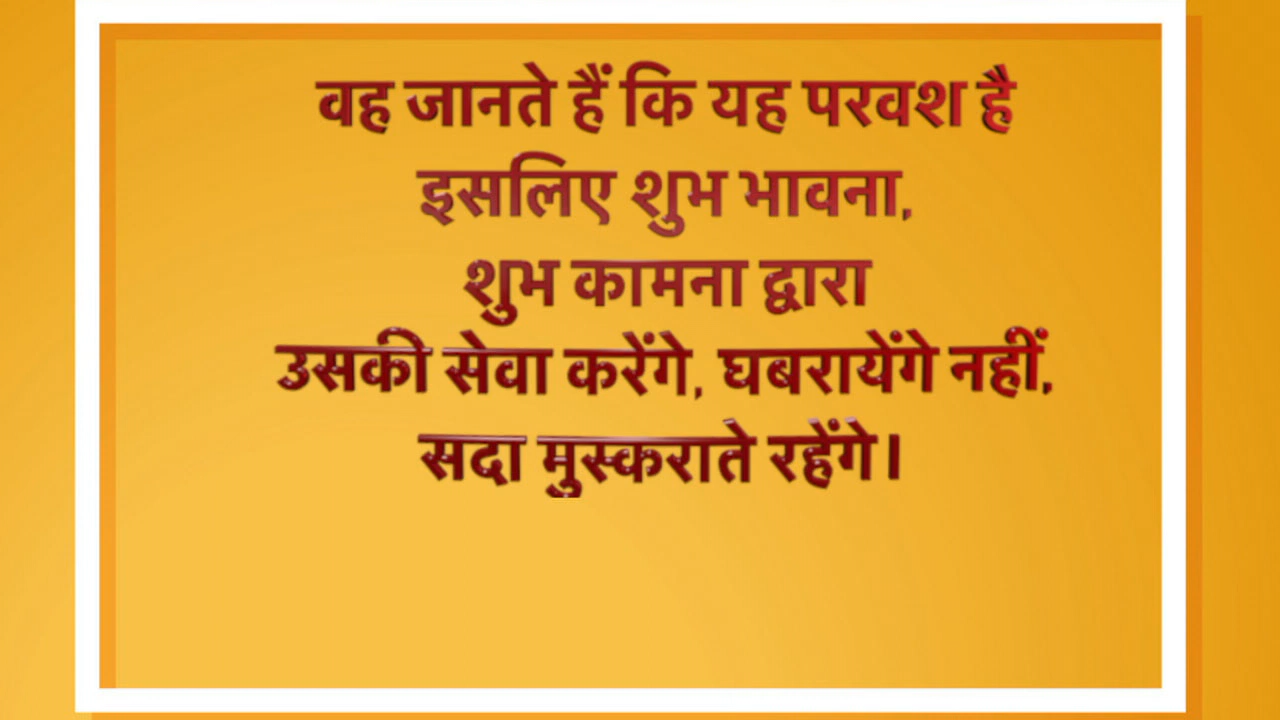 वह जानते हैं कि यह परवश है
इसलिए शुभ भावना,
शुभ कामना द्वारा
उसकी सेवा करेंगे, घबरायेंगे नहीं,
सदा मुस्कराते रहेंगे।